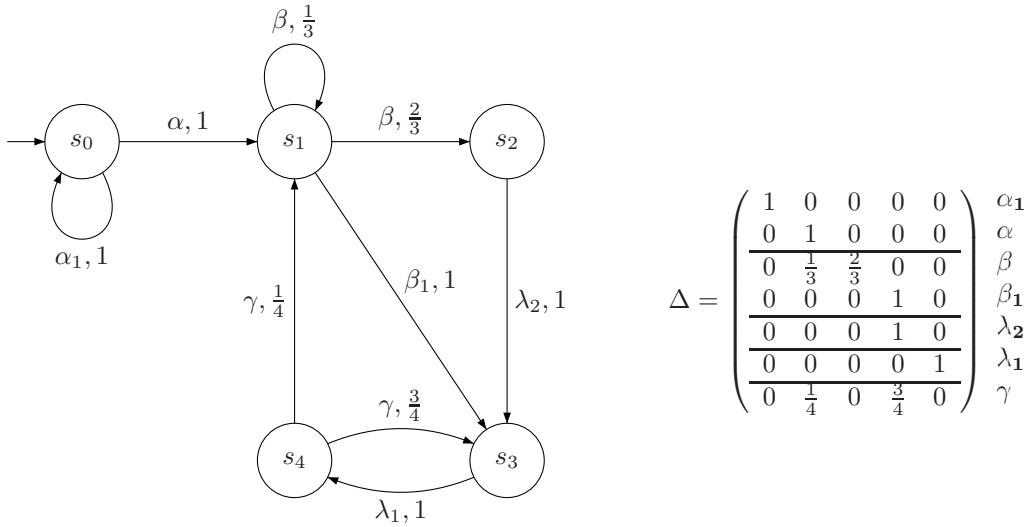 β, 1/3
s₀
α, 1
s₁
β, 2/3
s₂
α₁, 1
γ, 1/4
β₁, 1
λ₂, 1
s₄
γ, 3/4
s₃
λ₁, 1
Δ =
1 0 0 0 0 α₁
0 1 0 0 0 α
0 1/3 2/3 0 0 β
0 0 0 1 0 β₁
0 0 0 1 0 λ₂
0 0 0 0 1 λ₁
0 1/4 0 3/4 0 γ